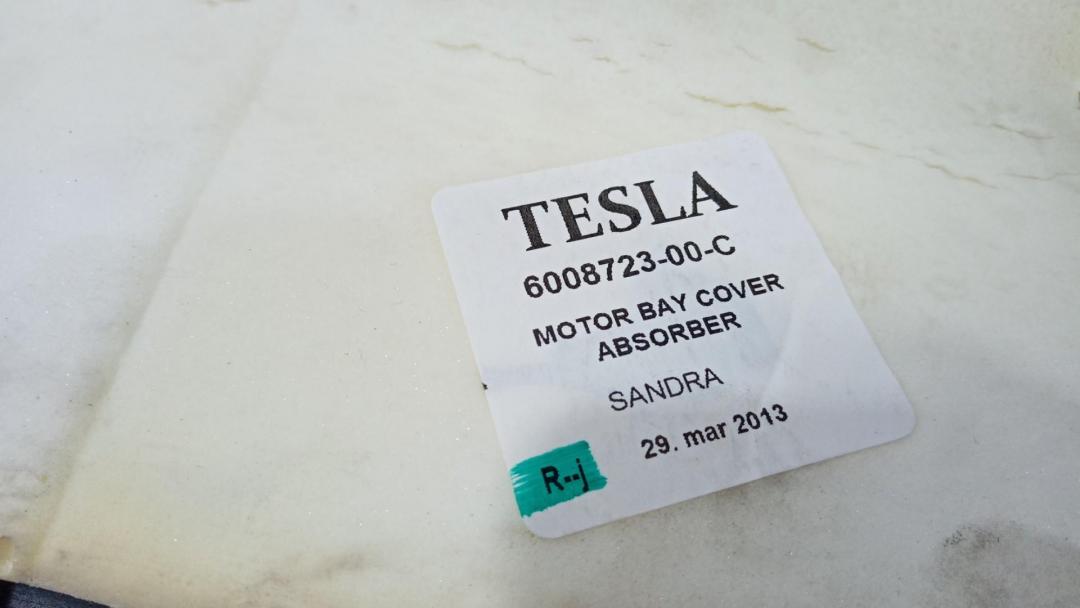 TESLA
6008723-00-C
MOTOR BAY COVER
ABSORBER
SANDRA
29. mar 2013
R--j